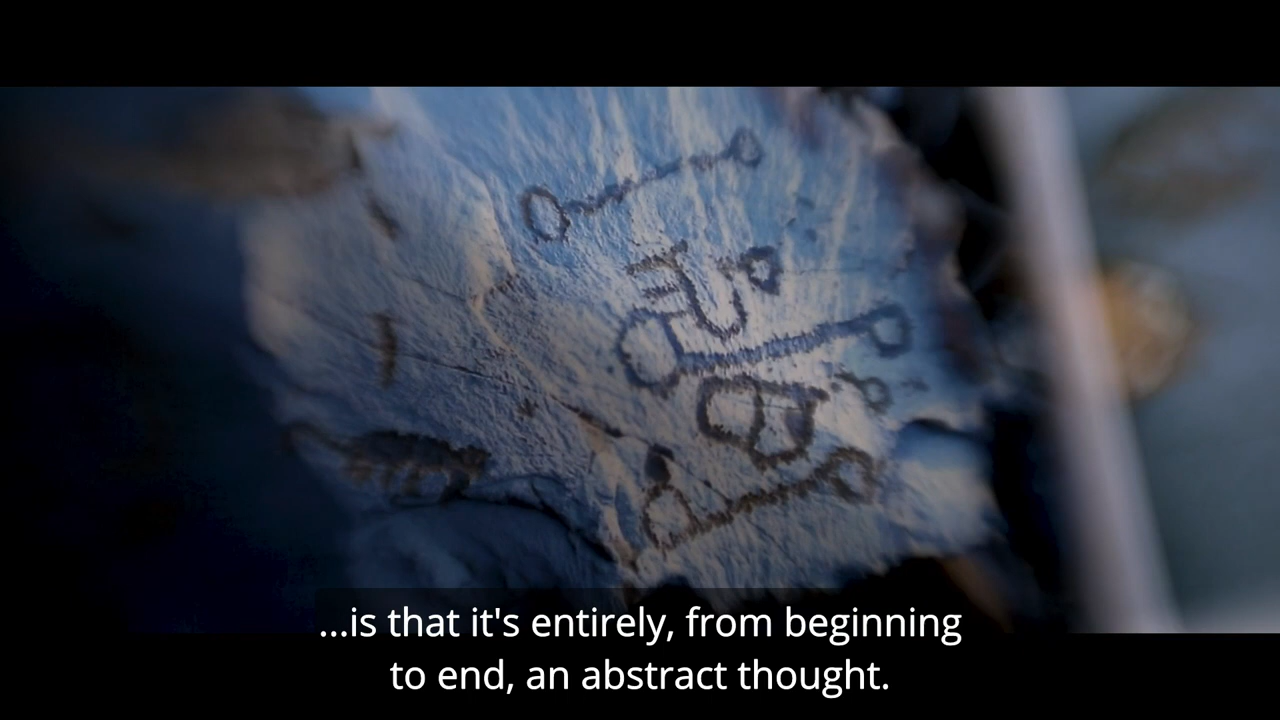 ...is that it's entirely, from beginning
to end, an abstract thought.